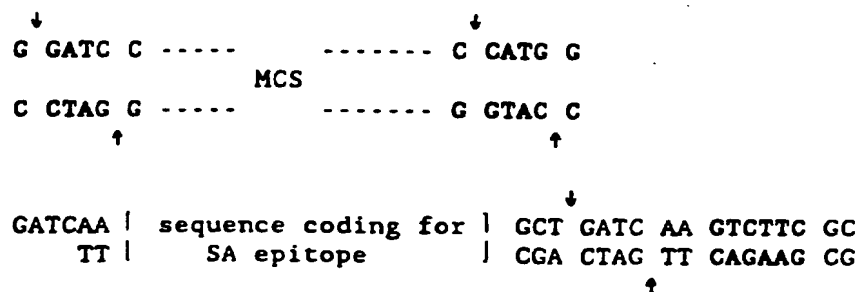 G GATC C ----- ------- C CATG G
MCS
C CTAG G ----- ------- G GTAC C
GATCAA | sequence coding for | GCT GATC AA GTCTTC GC
TT | SA epitope | CGA CTAG TT CAGAAG CG